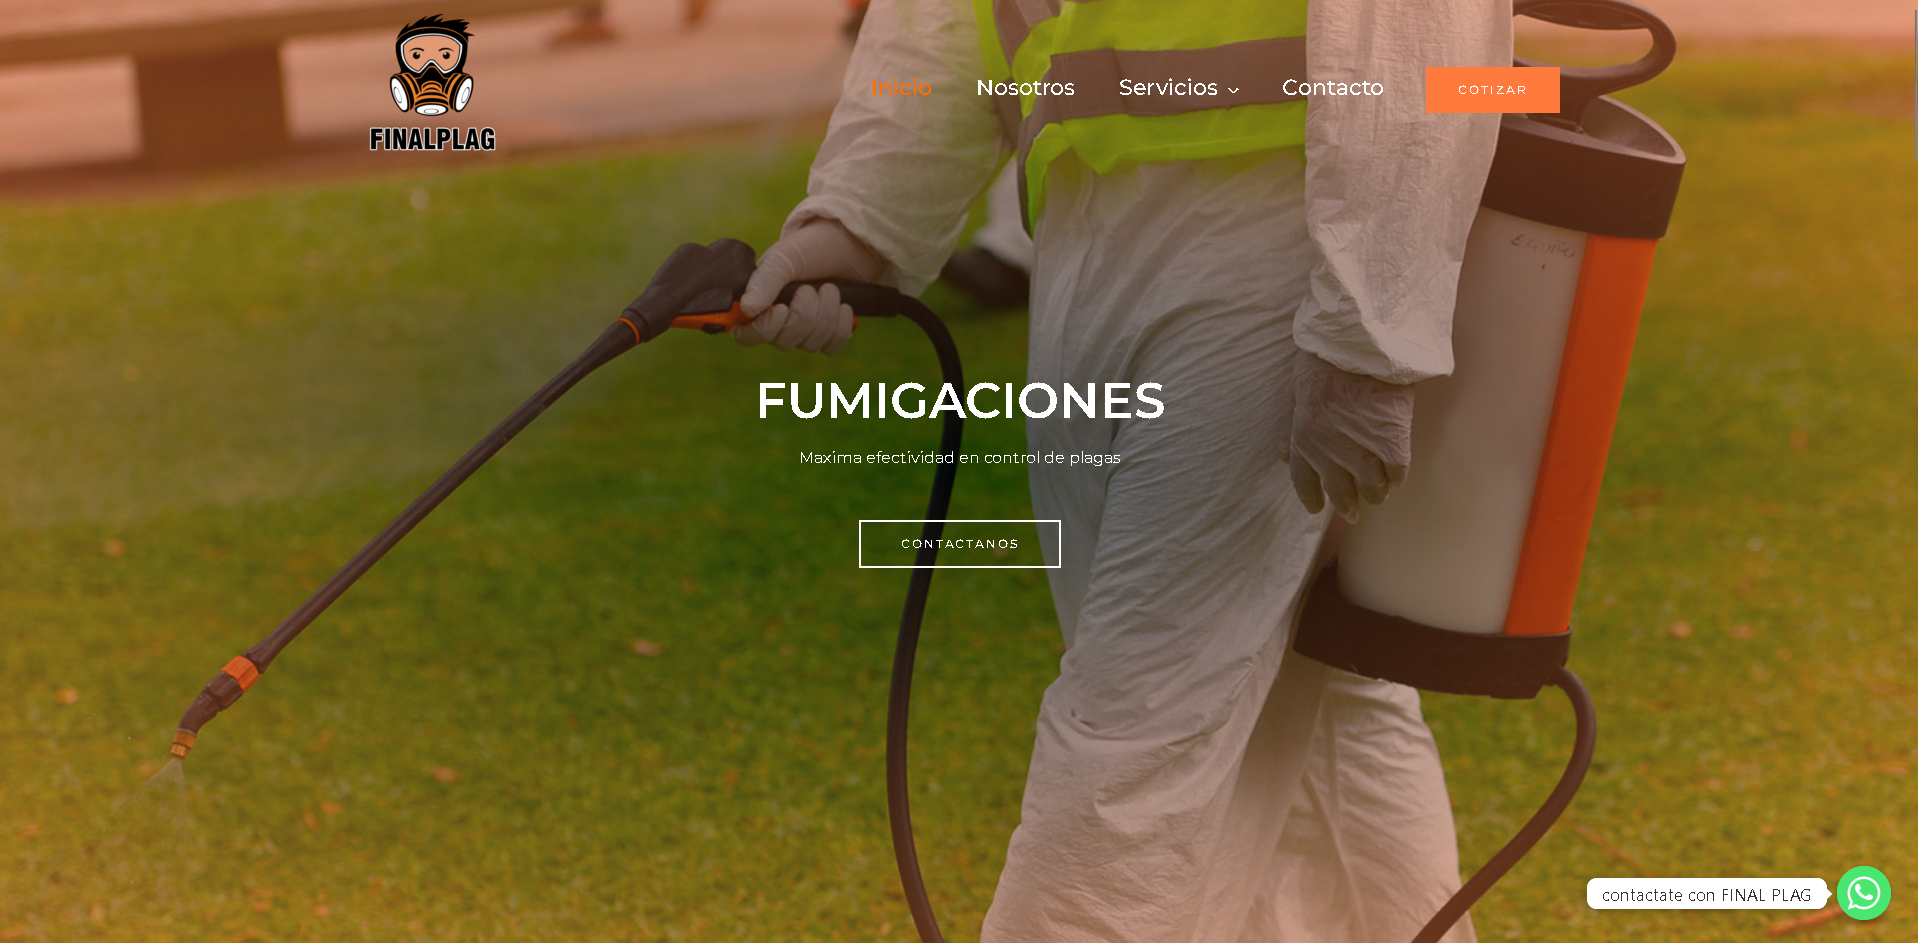 FINALPLAG
Inicio Nosotros Servicios Contacto COTIZAR
FUMIGACIONES
Maxima efectividad en control de plagas
CONTACTANOS
contactate con FINAL PLAG